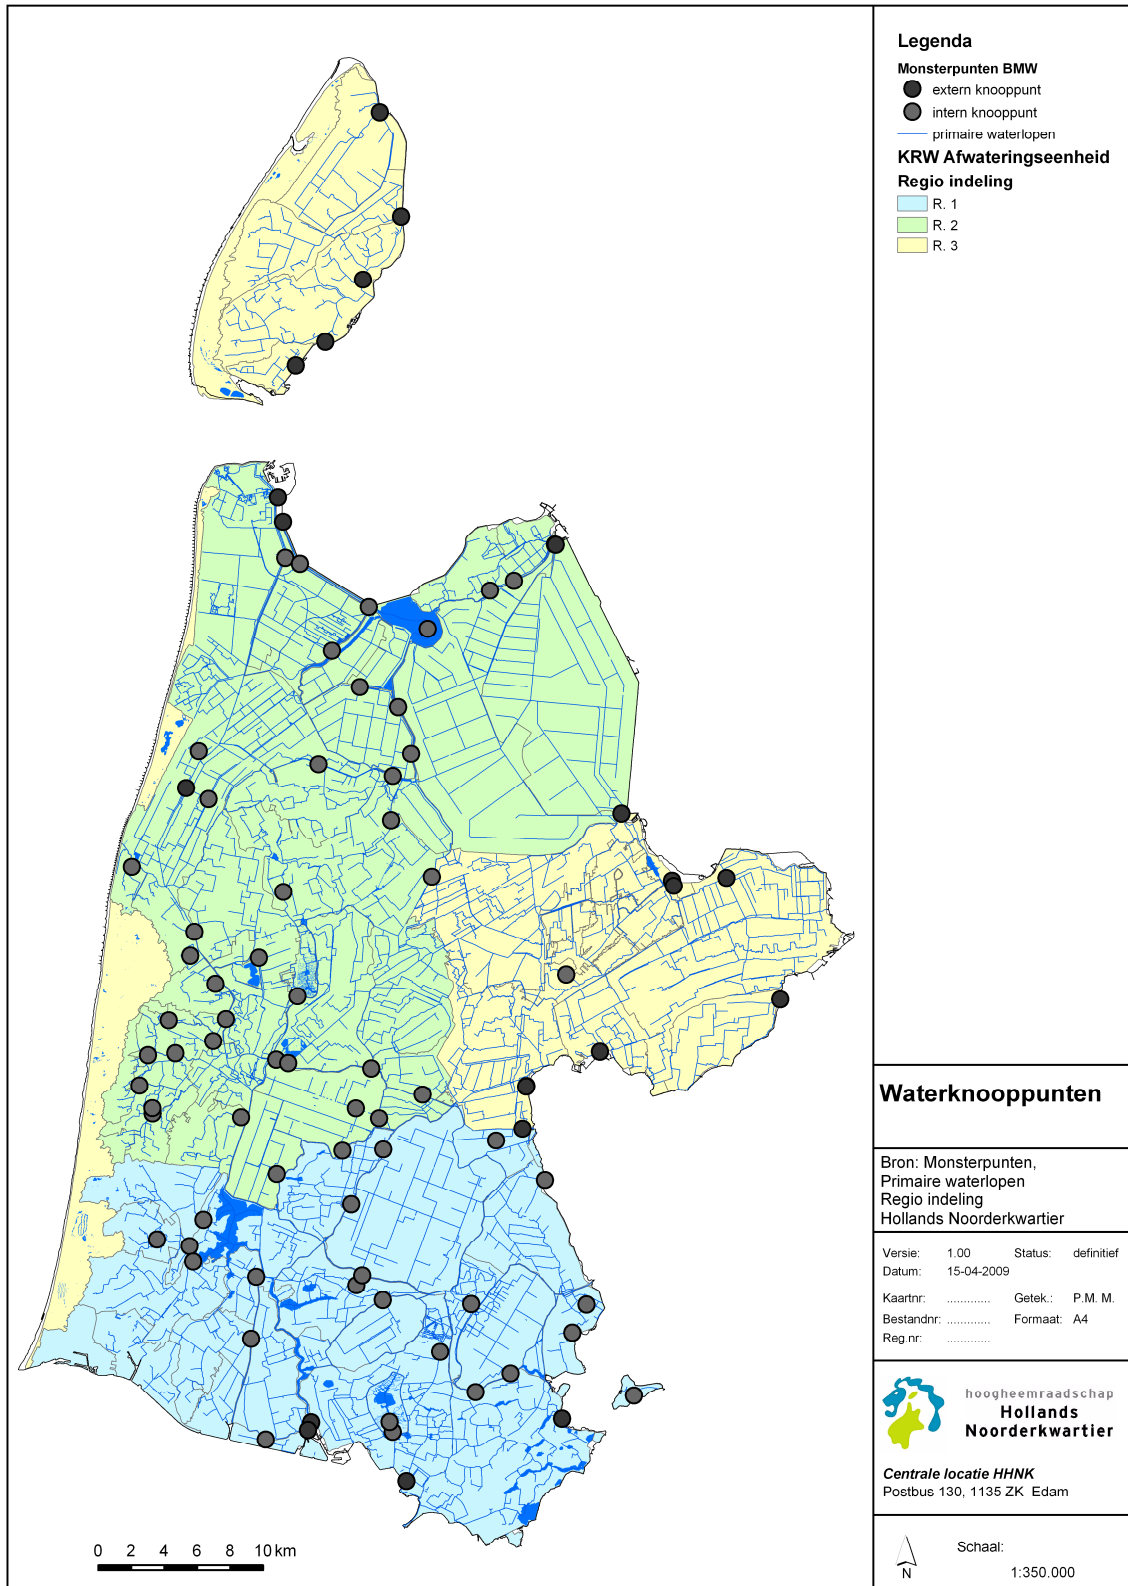 Legenda
Monsterpunten BMW
extern knooppunt
intern knooppunt
primaire waterlopen
KRW Afwateringseenheid
Regio indeling
R. 1
R. 2
R. 3
Waterknooppunten
Bron: Monsterpunten,
Primaire waterlopen
Regio indeling
Hollands Noorderkwartier
Versie: 1.00 Status: definitief
Datum: 15-04-2009
Kaartnr: ............. Getek.: P.M. M.
Bestandnr: ............. Formaat: A4
Reg.nr: .............
hoogheemraadschap
Hollands
Noorderkwartier
Centrale locatie HHNK
Postbus 130, 1135 ZK Edam
0 2 4 6 8 10 km
N
Schaal:
1:350.000